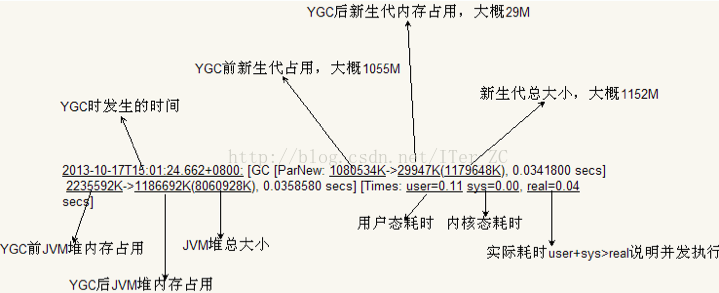 YGC后新生代内存占用，大概29M
YGC前新生代占用，大概1055M
新生代总大小，大概1152M
YGC时发生的时间
http://blog.csdn.net/ITer_ZC
2013-10-17T15:01:24.662+0800: [GC [ParNew: 1080534K->29947K(1179648K), 0.0341800 secs]
2235592K->1186692K(8060928K), 0.0358580 secs] [Times: user=0.11 sys=0.00, real=0.04
secs]
用户态耗时 内核态耗时
YGC前JVM堆内存占用
JVM堆总大小
实际耗时user+sys>real说明并发执行
YGC后JVM堆内存占用